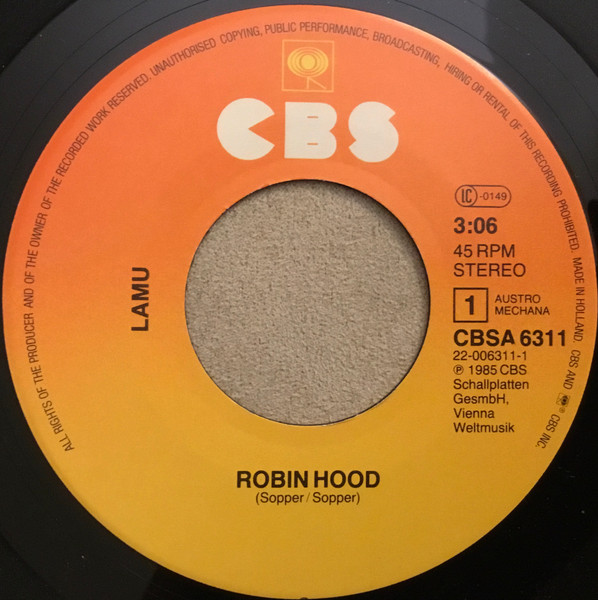 ALL RIGHTS OF THE PRODUCER AND OF THE OWNER OF THE RECORDED WORK RESERVED. UNAUTHORISED COPYING, PUBLIC PERFORMANCE, BROADCASTING, HIRING OR RENTAL OF THIS RECORDING PROHIBITED. MADE IN HOLLAND. CBS AND ® CBS INC.
CBS
LC -0149
3:06
45 RPM
STEREO
1 AUSTRO MECHANA
CBSA 6311
22-006311-1
℗ 1985 CBS
Schallplatten
GesmbH,
Vienna
Weltmusik
LAMU
ROBIN HOOD
(Sopper / Sopper)